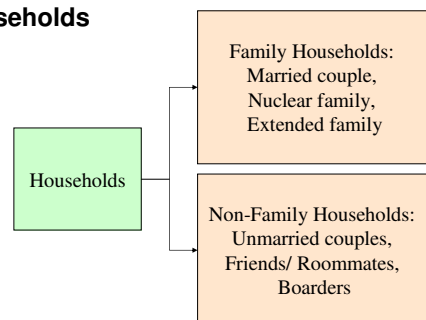 seholds
Family Households:
Married couple,
Nuclear family,
Extended family
Households
Non-Family Households:
Unmarried couples,
Friends/ Roommates,
Boarders